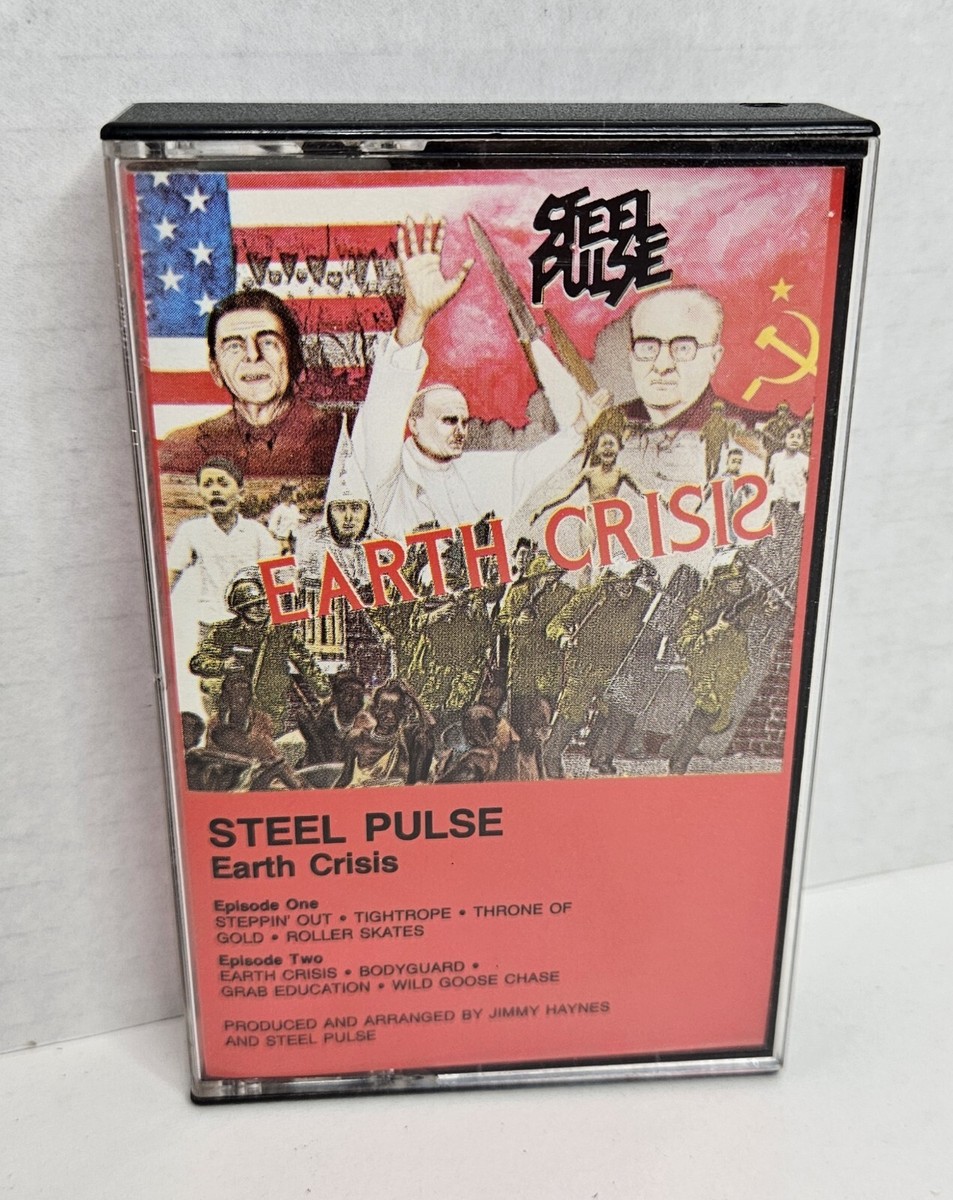 STEEL
PULSE
EARTH CRISIS
STEEL PULSE
Earth Crisis
Episode One
STEPPIN' OUT • TIGHTROPE • THRONE OF
GOLD • ROLLER SKATES
Episode Two
EARTH CRISIS • BODYGUARD •
GRAB EDUCATION • WILD GOOSE CHASE
PRODUCED AND ARRANGED BY JIMMY HAYNES
AND STEEL PULSE